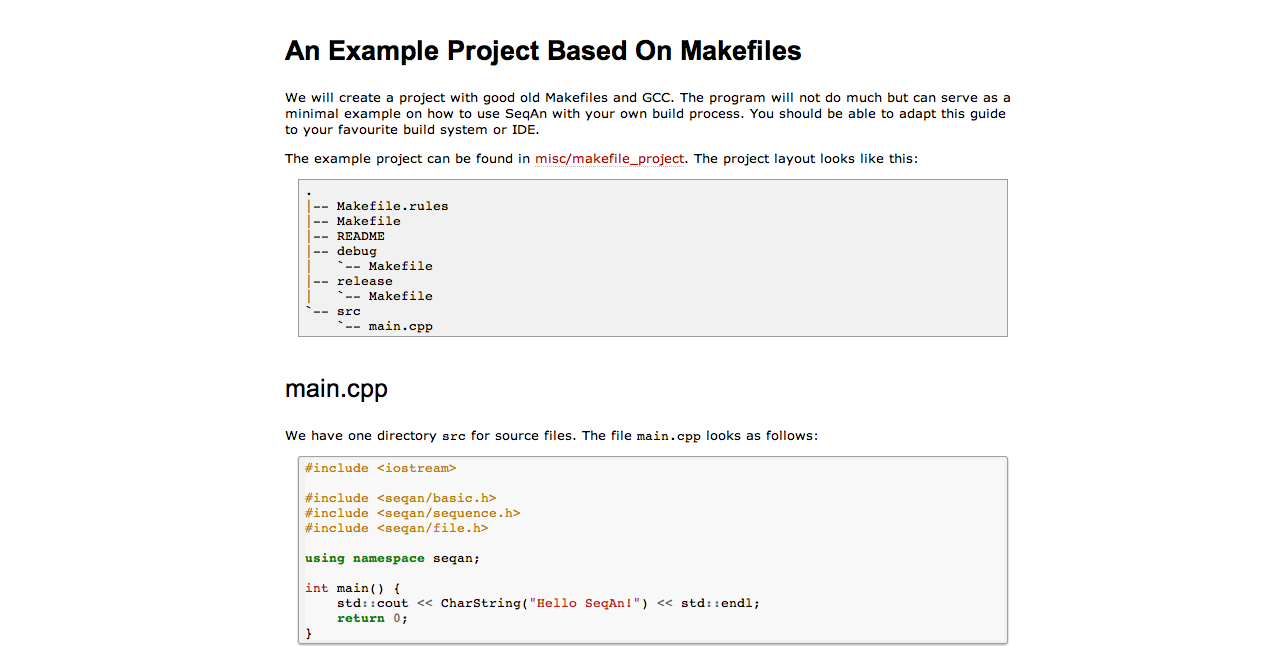 An Example Project Based On Makefiles
We will create a project with good old Makefiles and GCC. The program will not do much but can serve as a
minimal example on how to use SeqAn with your own build process. You should be able to adapt this guide
to your favourite build system or IDE.
The example project can be found in misc/makefile_project. The project layout looks like this:
.
|-- Makefile.rules
|-- Makefile
|-- README
|-- debug
|   `-- Makefile
|-- release
|   `-- Makefile
`-- src
    `-- main.cpp
main.cpp
We have one directory src for source files. The file main.cpp looks as follows:
#include <iostream>
#include <seqan/basic.h>
#include <seqan/sequence.h>
#include <seqan/file.h>
using namespace seqan;
int main() {
    std::cout << CharString("Hello SeqAn!") << std::endl;
    return 0;
}